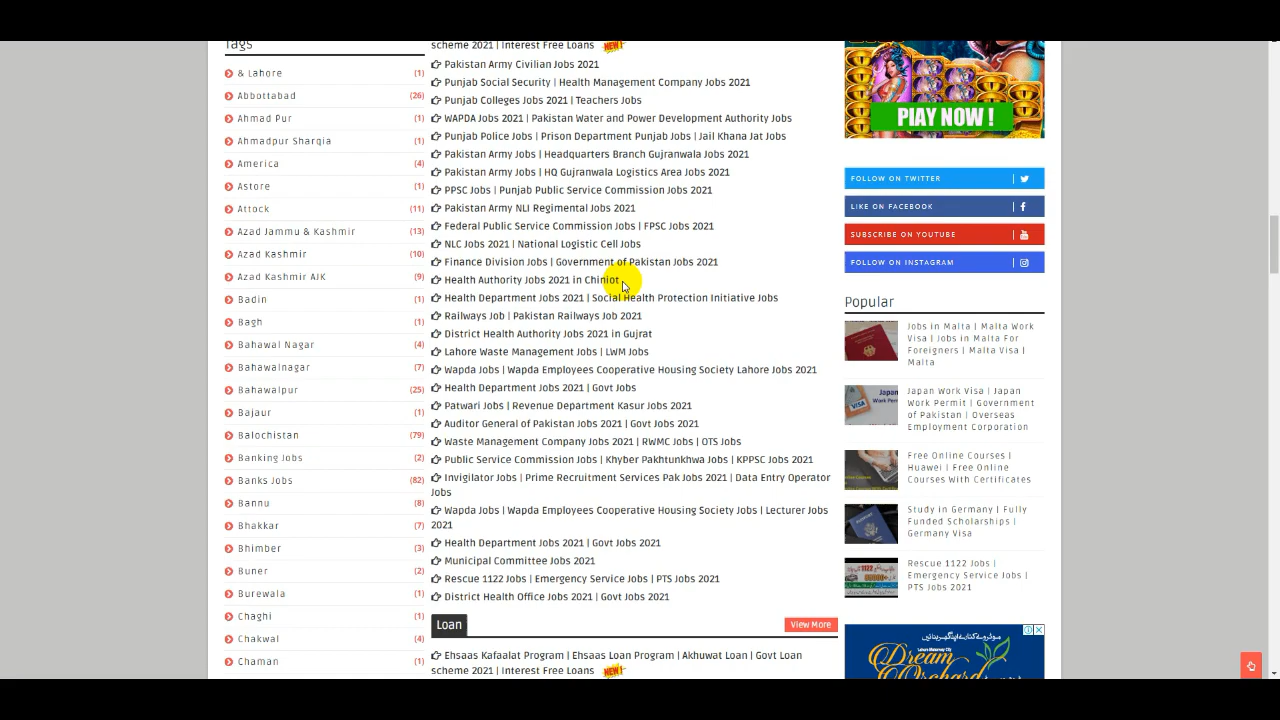 Tags
& Lahore (1)
Abbottabad (26)
Ahmad Pur (1)
Ahmadpur Sharqia (1)
America (4)
Astore (1)
Attock (11)
Azad Jammu & Kashmir (13)
Azad Kashmir (10)
Azad Kashmir AJK (9)
Badin (1)
Bagh (1)
Bahawal Nagar (4)
Bahawalnagar (7)
Bahawalpur (25)
Bajaur (1)
Balochistan (79)
Banking Jobs (2)
Banks Jobs (82)
Bannu (8)
Bhakkar (7)
Bhimber (3)
Buner (2)
Burewala (1)
Chaghi (1)
Chakwal (4)
Chaman (1)
scheme 2021 | Interest Free Loans NEW!
Pakistan Army Civilian Jobs 2021
Punjab Social Security | Health Management Company Jobs 2021
Punjab Colleges Jobs 2021 | Teachers Jobs
WAPDA Jobs 2021 | Pakistan Water and Power Development Authority Jobs
Punjab Police Jobs | Prison Department Punjab Jobs | Jail Khana Jat Jobs
Pakistan Army Jobs | Headquarters Branch Gujranwala Jobs 2021
Pakistan Army Jobs | HQ Gujranwala Logistics Area Jobs 2021
PPSC Jobs | Punjab Public Service Commission Jobs 2021
Pakistan Army NLI Regimental Jobs 2021
Federal Public Service Commission Jobs | FPSC Jobs 2021
NLC Jobs 2021 | National Logistic Cell Jobs
Finance Division Jobs | Government of Pakistan Jobs 2021
Health Authority Jobs 2021 in Chiniot
Health Department Jobs 2021 | Social Health Protection Initiative Jobs
Railways Job | Pakistan Railways Job 2021
District Health Authority Jobs 2021 in Gujrat
Lahore Waste Management Jobs | LWM Jobs
Wapda Jobs | Wapda Employees Cooperative Housing Society Lahore Jobs 2021
Health Department Jobs 2021 | Govt Jobs
Patwari Jobs | Revenue Department Kasur Jobs 2021
Auditor General of Pakistan Jobs 2021 | Govt Jobs 2021
Waste Management Company Jobs 2021 | RWMC Jobs | OTS Jobs
Public Service Commission Jobs | Khyber Pakhtunkhwa Jobs | KPPSC Jobs 2021
Invigilator Jobs | Prime Recruitment Services Pak Jobs 2021 | Data Entry Operator
Jobs
Wapda Jobs | Wapda Employees Cooperative Housing Society Jobs | Lecturer Jobs
2021
Health Department Jobs 2021 | Govt Jobs 2021
Municipal Committee Jobs 2021
Rescue 1122 Jobs | Emergency Service Jobs | PTS Jobs 2021
District Health Office Jobs 2021 | Govt Jobs 2021
Loan View More
Ehsaas Kafaalat Program | Ehsaas Loan Program | Akhuwat Loan | Govt Loan
scheme 2021 | Interest Free Loans NEW!
PlAY NOW !
FOLLOW ON TWITTER
LIKE ON FACEBOOK
SUBSCRIBE ON YOUTUBE
FOLLOW ON INSTAGRAM
Popular
Jobs in Malta | Malta Work
Visa | Jobs in Malta For
Foreigners | Malta Visa |
Malta
Japan Work Visa | Japan
Work Permit | Government
of Pakistan | Overseas
Employment Corporation
Free Online Courses |
Huawei | Free Online
Courses With Certificates
Study in Germany | Fully
Funded Scholarships |
Germany Visa
Rescue 1122 Jobs |
Emergency Service Jobs |
PTS Jobs 2021
Dream
Orchard